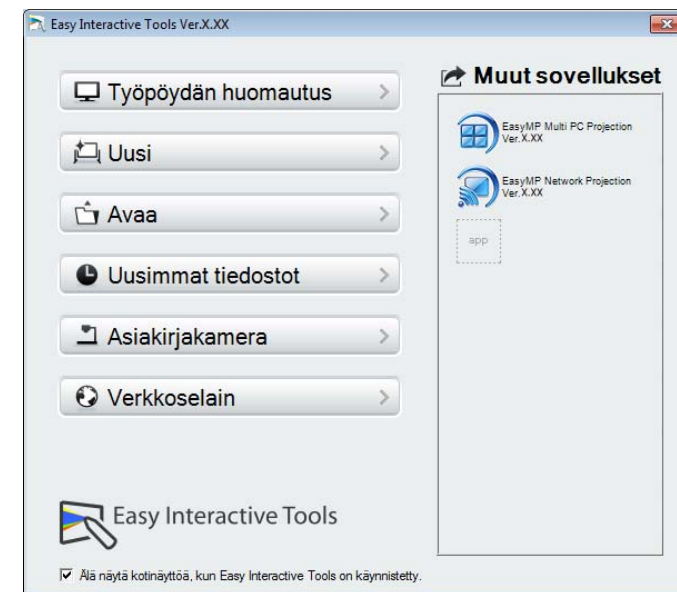 Easy Interactive Tools Ver.X.XX
Työpöydän huomautus
Uusi
Avaa
Uusimmat tiedostot
Asiakirjakamera
Verkkoselain
Muut sovellukset
EasyMP Multi PC Projection
Ver.X.XX
EasyMP Network Projection
Ver.X.XX
app
Easy Interactive Tools
Älä näytä kotinäyttöä, kun Easy Interactive Tools on käynnistetty.